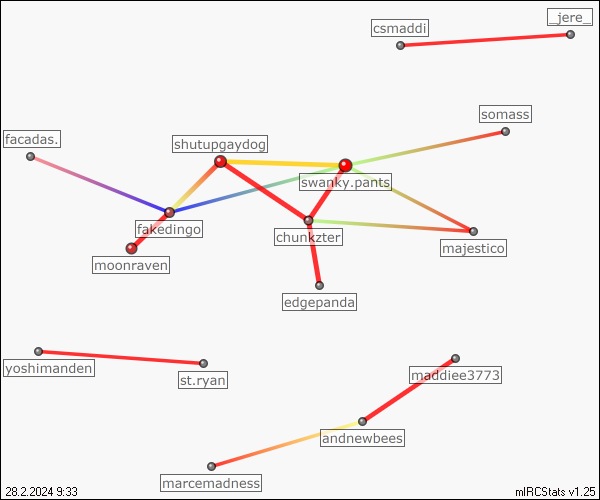 _jere_
csmaddi
somass
facadas.
shutupgaydog
swanky.pants
fakedingo
chunkzter
majestico
moonraven
edgepanda
yoshimanden
st.ryan
maddiee3773
andnewbees
marcemadness
28.2.2024 9:33
mIRCStats v1.25